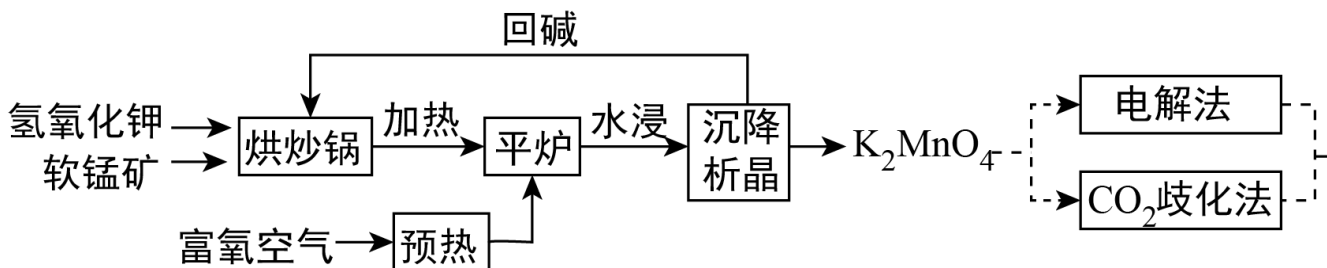 回碱
氢氧化钾
软锰矿
烘炒锅
加热
平炉
水浸
沉降
析晶
K₂MnO₄
电解法
CO₂歧化法
富氧空气
预热